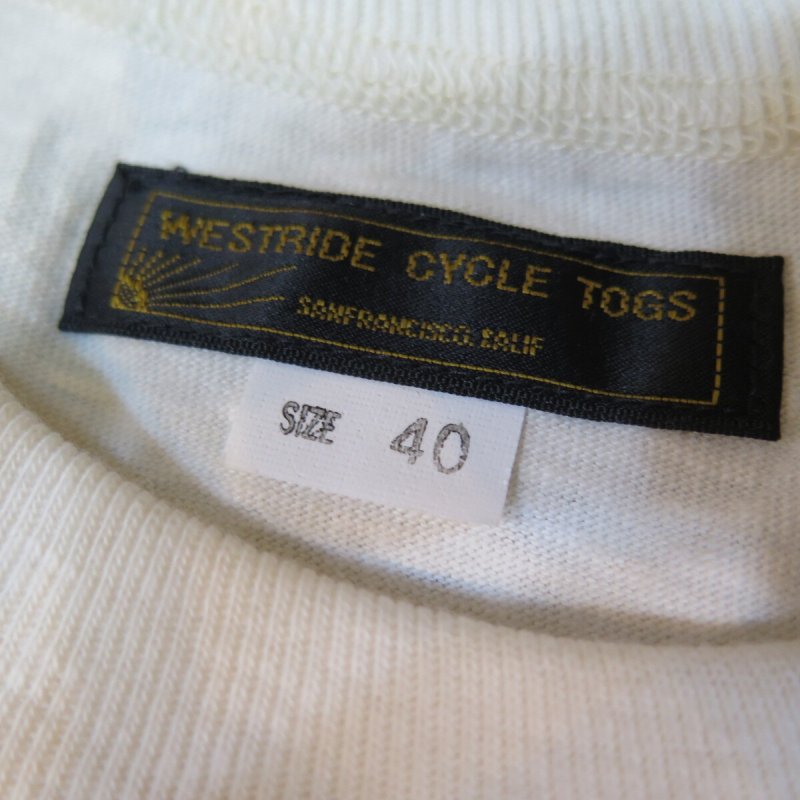 WESTRIDE CYCLE TOGS
SANFRANCISCO, CALIF
SIZE 40